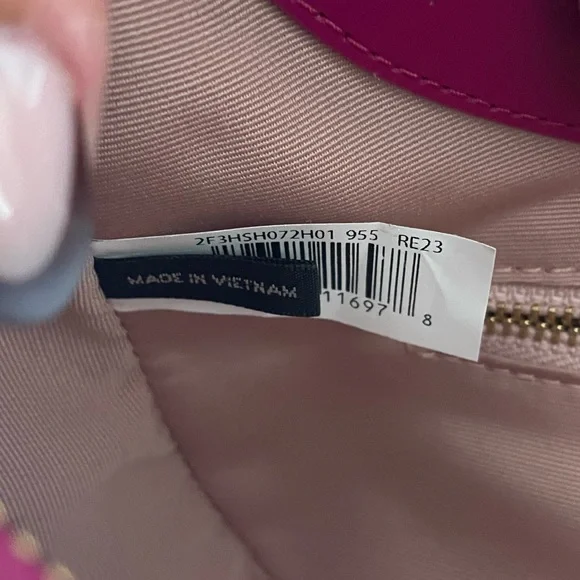 2F3HSH072H01 955 RE23
MADE IN VIETNAM
11697 8